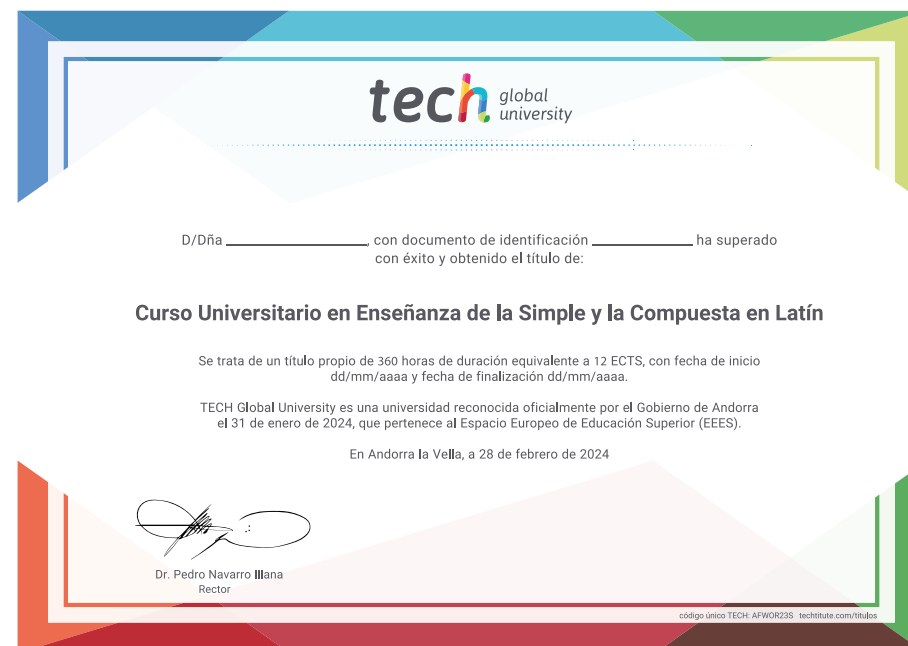 tech global university
D/Dña ____________________, con documento de identificación ______________ ha superado
con éxito y obtenido el título de:
Curso Universitario en Enseñanza de la Simple y la Compuesta en Latín
Se trata de un título propio de 360 horas de duración equivalente a 12 ECTS, con fecha de inicio
dd/mm/aaaa y fecha de finalización dd/mm/aaaa.
TECH Global University es una universidad reconocida oficialmente por el Gobierno de Andorra
el 31 de enero de 2024, que pertenece al Espacio Europeo de Educación Superior (EEES).
En Andorra la Vella, a 28 de febrero de 2024
Dr. Pedro Navarro Illana
Rector
código único TECH: AFWOR23S techtitute.com/titulos